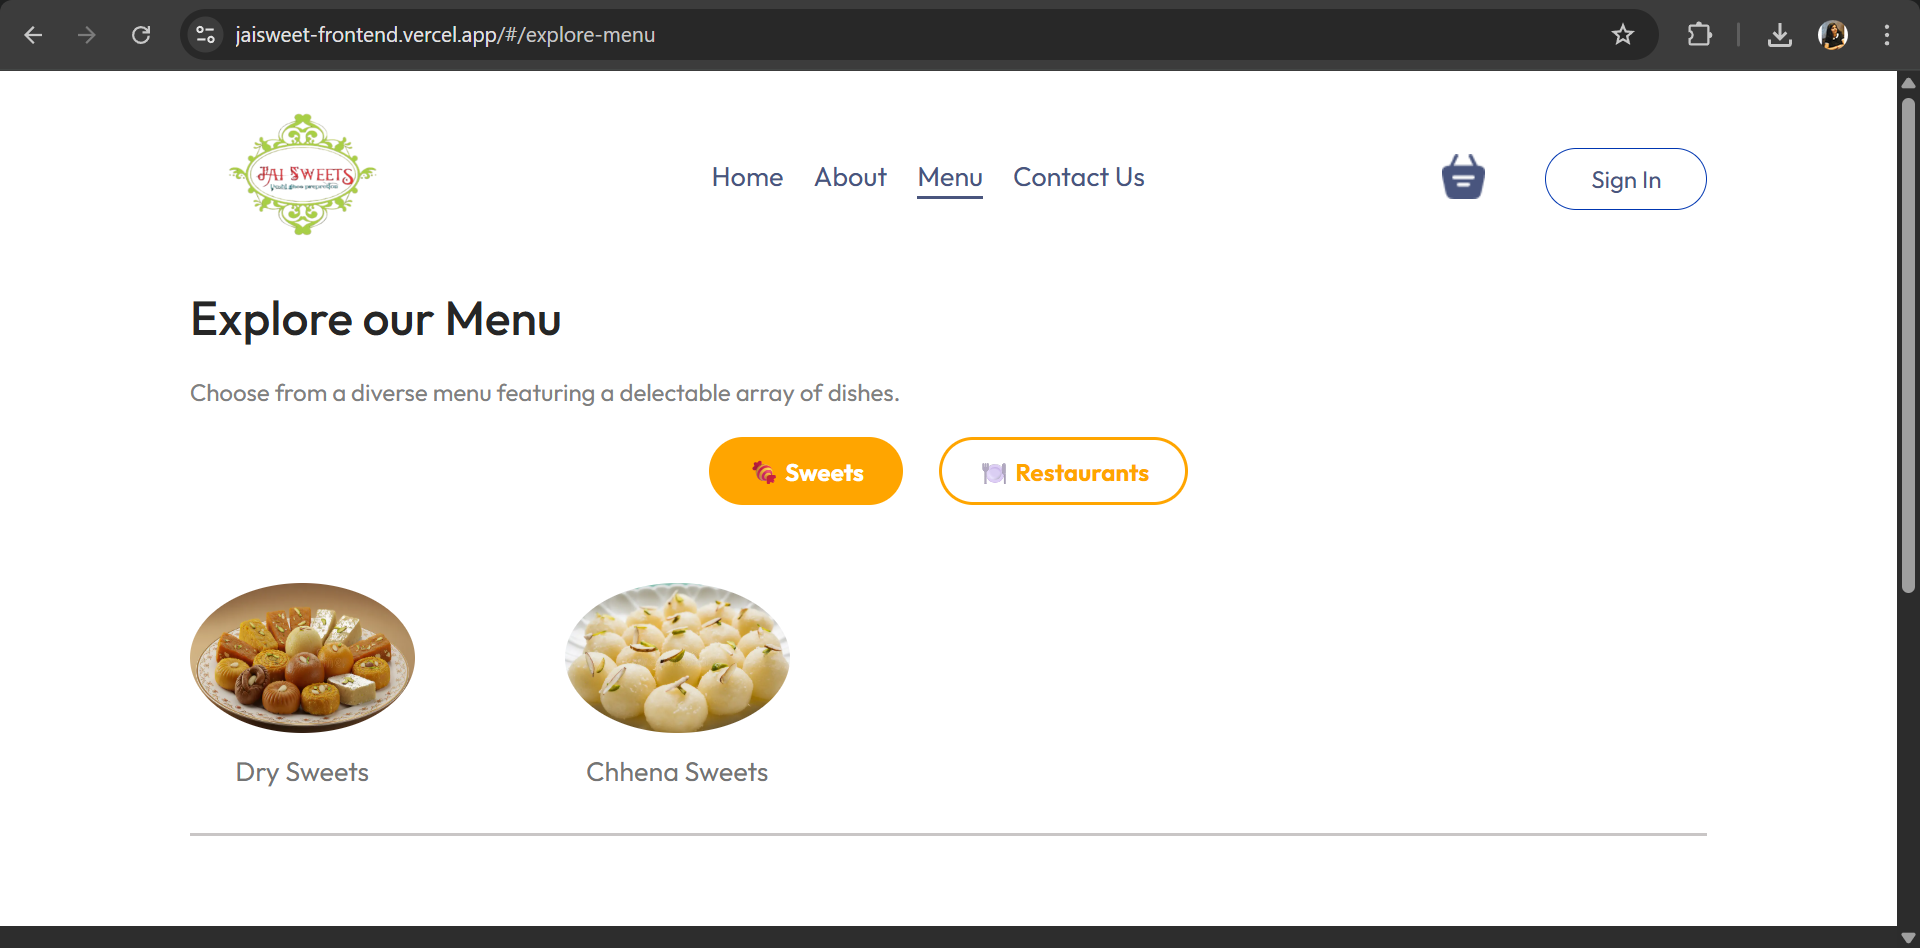 jaisweet-frontend.vercel.app/#/explore-menu
JAI SWEETS
Home About Menu Contact Us
Sign In
Explore our Menu
Choose from a diverse menu featuring a delectable array of dishes.
Sweets Restaurants
Dry Sweets Chhena Sweets